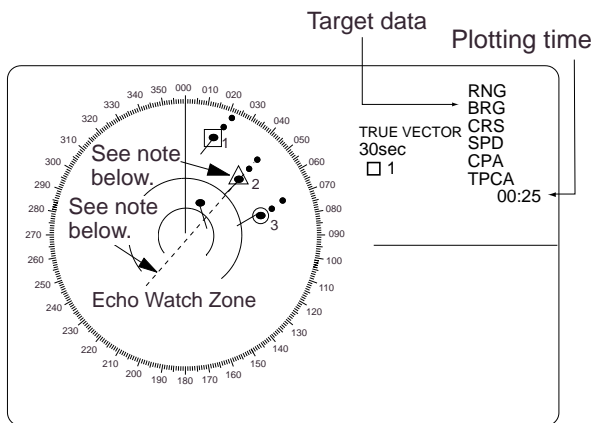 Target data
Plotting time
RNG
BRG
CRS
SPD
CPA
TPCA
00:25
TRUE VECTOR
30sec
1
000
010
020
030
040
050
060
070
080
090
100
110
120
130
140
150
160
170
180
190
200
210
220
230
240
250
260
270
280
290
300
310
320
330
340
350
1
2
3
See note
below.
See note
below.
Echo Watch Zone